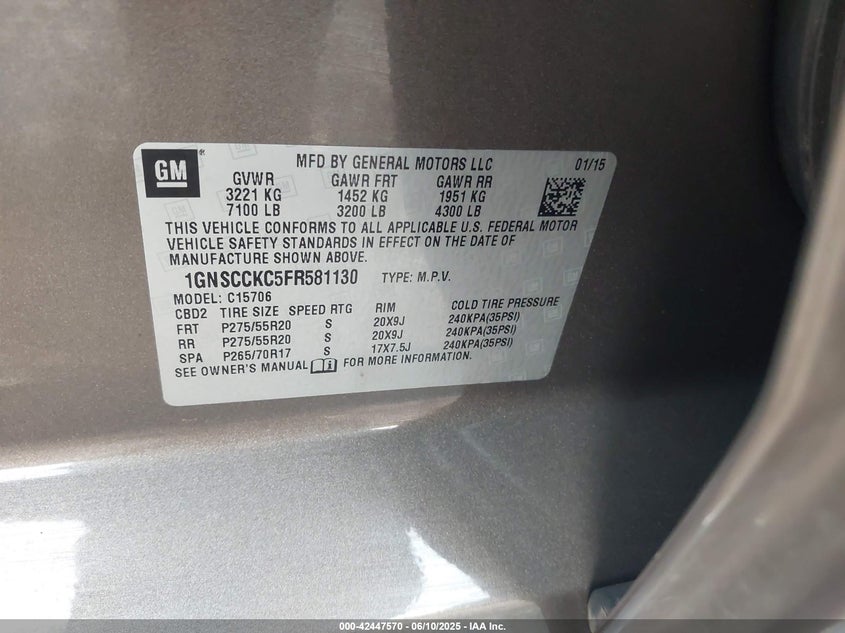 GM ® MFD BY GENERAL MOTORS LLC 01/15
GVWR GAWR FRT GAWR RR
3221 KG 1452 KG 1951 KG
7100 LB 3200 LB 4300 LB
THIS VEHICLE CONFORMS TO ALL APPLICABLE U.S. FEDERAL MOTOR
VEHICLE SAFETY STANDARDS IN EFFECT ON THE DATE OF
MANUFACTURE SHOWN ABOVE.
1GNSCCKC5FR581130 TYPE: M.P.V.
MODEL: C15706
CBD2 TIRE SIZE SPEED RTG RIM COLD TIRE PRESSURE
FRT P275/55R20 S 20X9J 240KPA(35PSI)
RR P275/55R20 S 20X9J 240KPA(35PSI)
SPA P265/70R17 S 17X7.5J 240KPA(35PSI)
SEE OWNER'S MANUAL i FOR MORE INFORMATION.
000-42447570 - 06/10/2025 - IAA Inc.